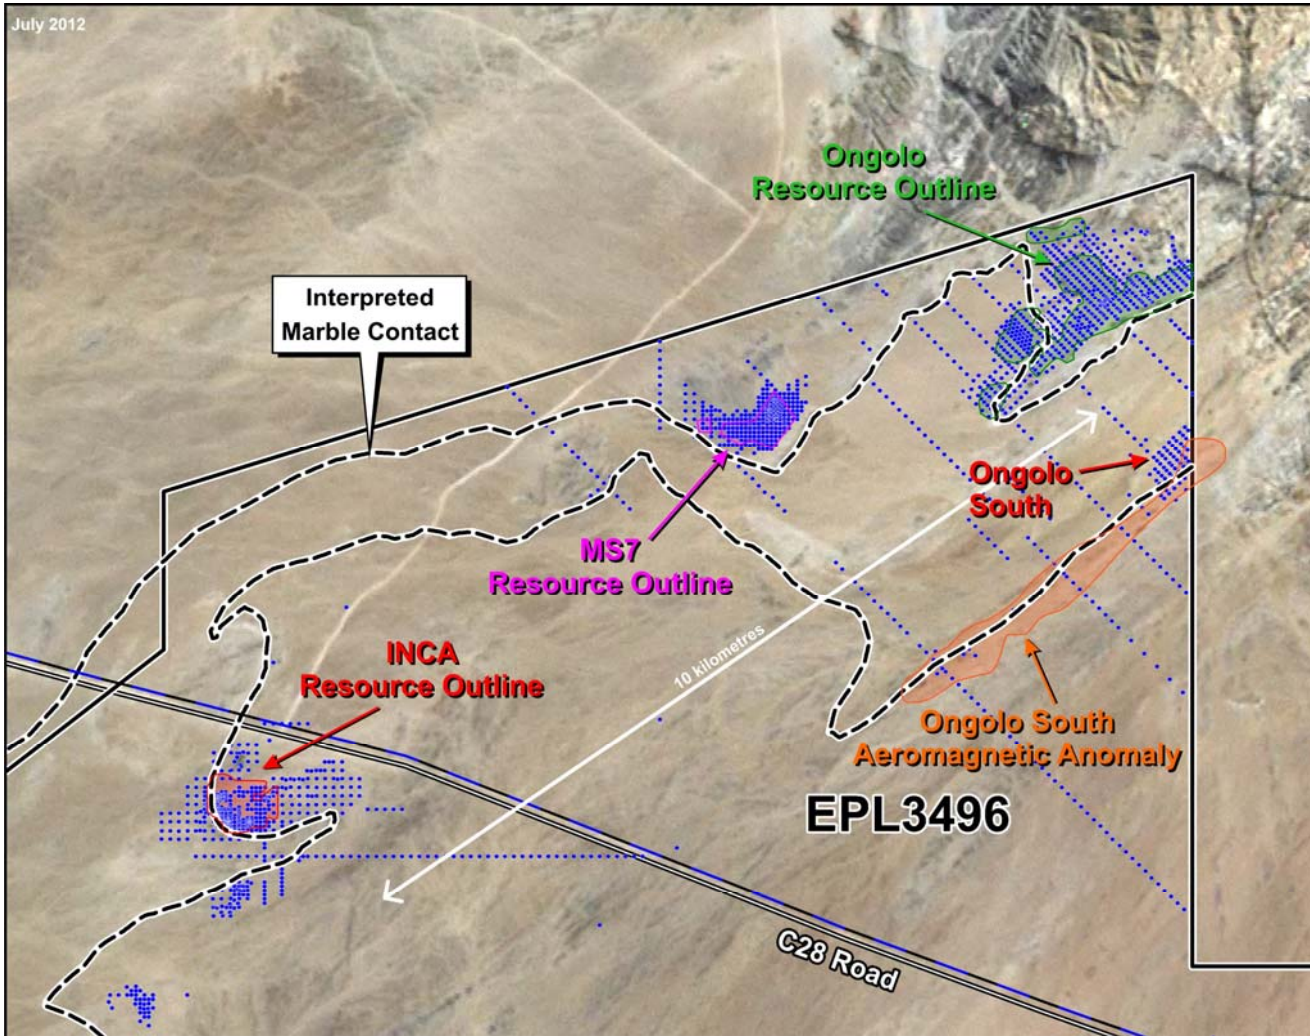 July 2012
Ongolo
Resource Outline
Interpreted
Marble Contact
Ongolo
South
MS7
Resource Outline
10 kilometres
INCA
Resource Outline
Ongolo South
Aeromagnetic Anomaly
EPL3496
C28 Road